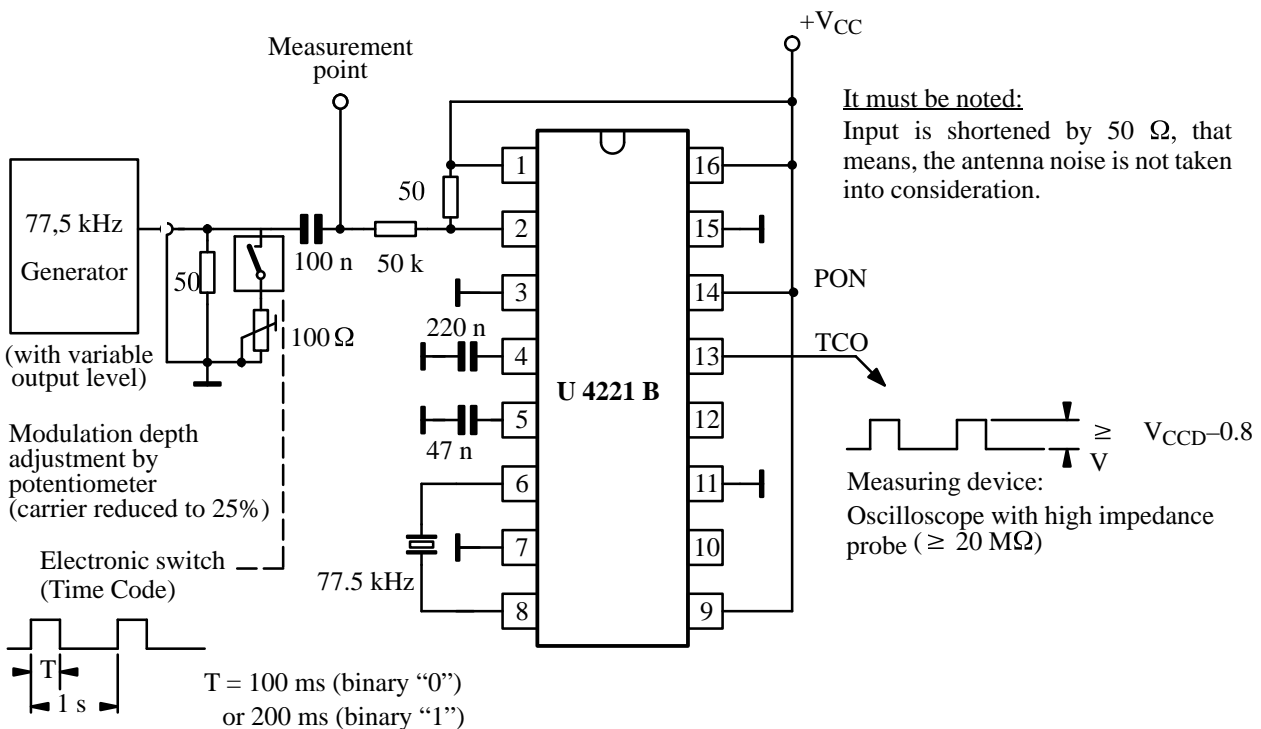 +V_CC
Measurement
point
It must be noted:
Input is shortened by 50 Ω, that
means, the antenna noise is not taken
into consideration.
1
16
50
77,5 kHz
Generator
50
100 n
50 k
2
15
3
14
PON
(with variable
output level)
100 Ω
220 n
4
13
TCO
U 4221 B
Modulation depth
adjustment by
potentiometer
(carrier reduced to 25%)
47 n
5
12
≥ V_CCD–0.8
V
6
11
Measuring device:
Oscilloscope with high impedance
probe (≥ 20 MΩ)
Electronic switch
(Time Code)
77.5 kHz
7
10
8
9
T
1 s
T = 100 ms (binary “0”)
or 200 ms (binary “1”)